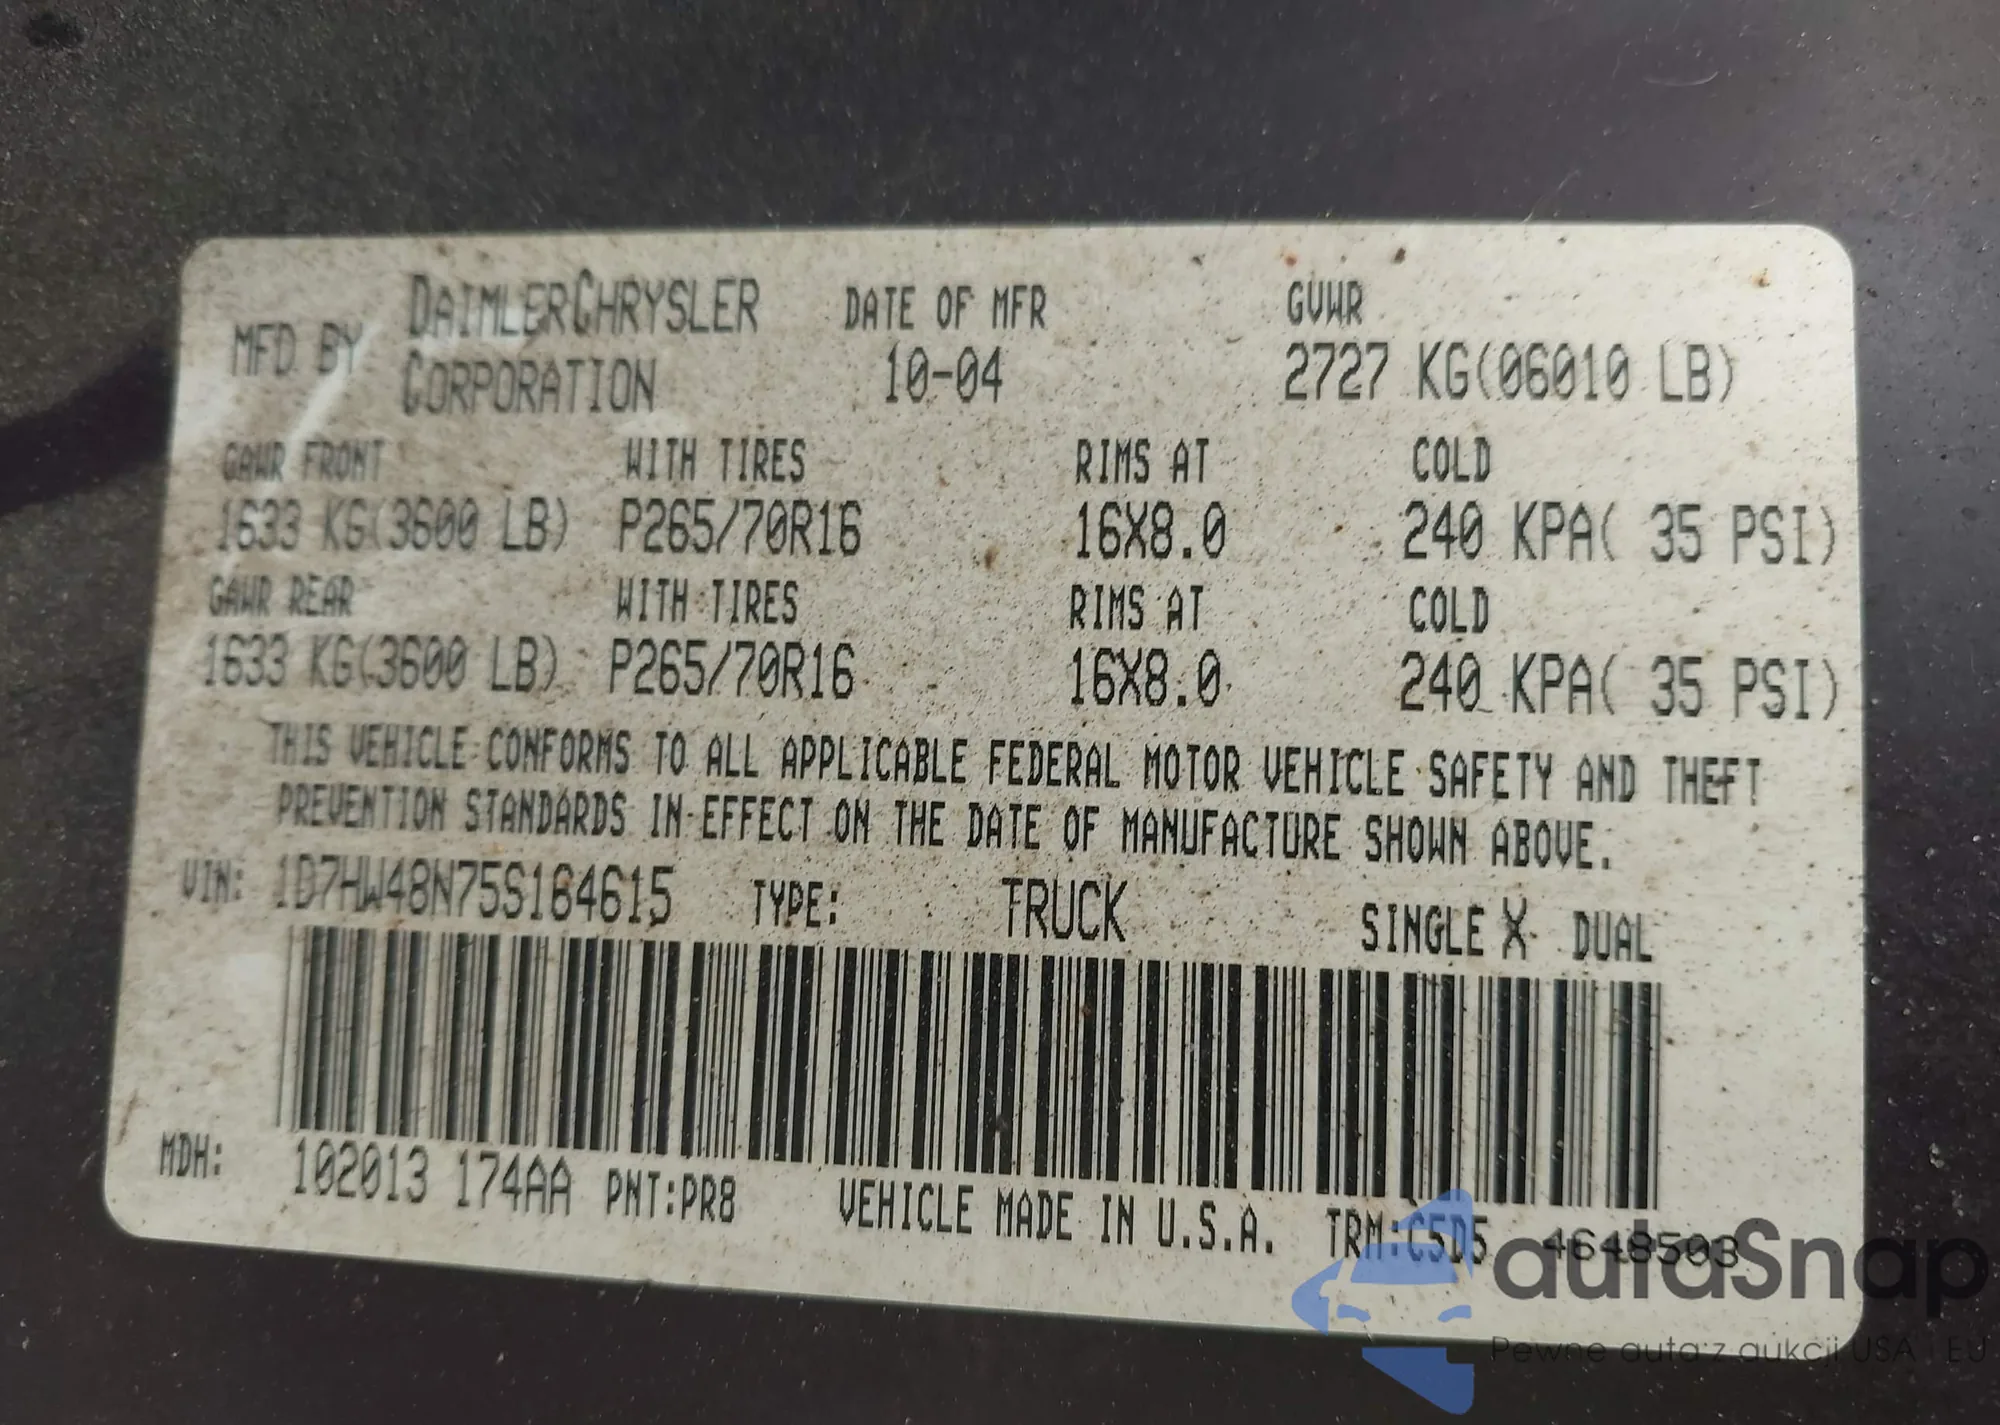 MFD BY DAIMLERCHRYSLER CORPORATION DATE OF MFR 10-04 GVWR 2727 KG(06010 LB)
GAWR FRONT WITH TIRES RIMS AT COLD
1633 KG(3600 LB) P265/70R16 16X8.0 240 KPA( 35 PSI)
GAWR REAR WITH TIRES RIMS AT COLD
1633 KG(3600 LB) P265/70R16 16X8.0 240 KPA( 35 PSI)
THIS VEHICLE CONFORMS TO ALL APPLICABLE FEDERAL MOTOR VEHICLE SAFETY AND THEFT
PREVENTION STANDARDS IN EFFECT ON THE DATE OF MANUFACTURE SHOWN ABOVE.
VIN: 1D7HW48N75S164615 TYPE: TRUCK SINGLE X DUAL
MDH: 102013 174AA PNT:PR8 VEHICLE MADE IN U.S.A. TRM:C5D5 4648503
autaSnap
Pewne auta z aukcji USA i EU